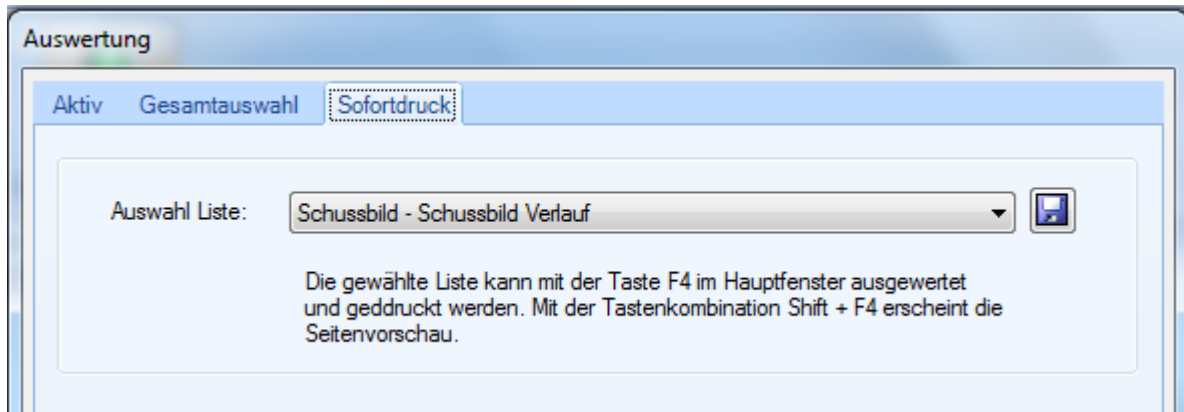 Auswertung
Aktiv Gesamtauswahl Sofortdruck
Auswahl Liste: Schussbild - Schussbild Verlauf
Die gewählte Liste kann mit der Taste F4 im Hauptfenster ausgewertet
und geddruckt werden. Mit der Tastenkombination Shift + F4 erscheint die
Seitenvorschau.